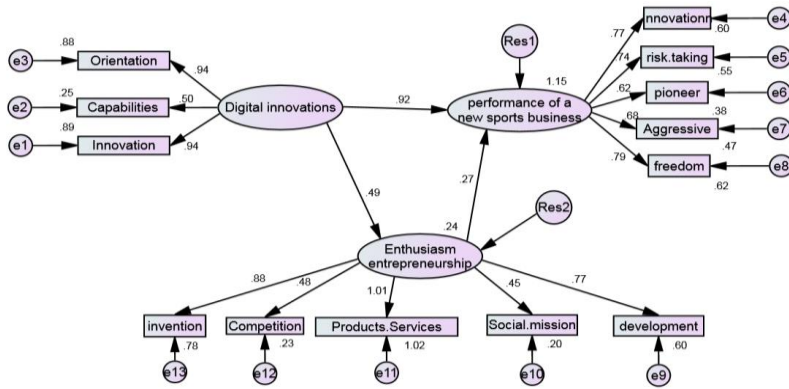 nnovationn
.60
e4
.77
Res1
.88
e3
Orientation
.94
risk.taking
.55
e5
.74
1.15
e2
.25
Capabilities
.50
Digital innovations
.92
performance of a
new sports business
.62
pioneer
.38
e6
.68
Aggressive
.47
e7
e1
.89
Innovation
.94
.79
freedom
.62
e8
.27
.49
.24
Res2
Enthusiasm
entrepreneurship
.88
.48
1.01
.45
.77
invention
Competition
Products.Services
Social.mission
development
.78
.23
1.02
.20
.60
e13
e12
e11
e10
e9